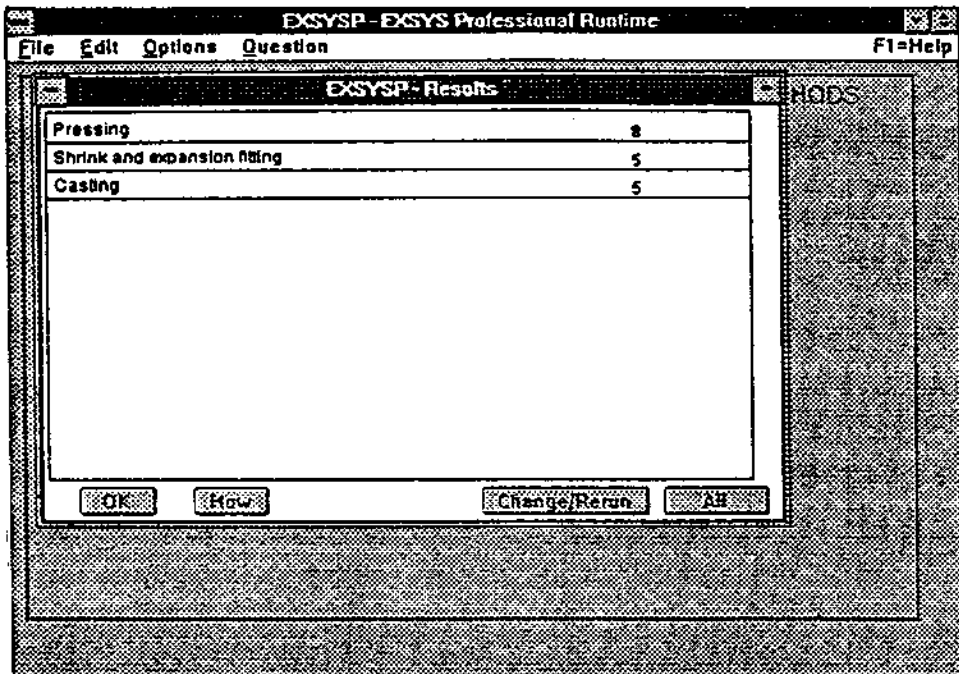 EXSYSP - EXSYS Professional Runtime
File Edit Options Question F1=Help
EXSYSP - Results
HODS
Pressing 8
Shrink and expansion fitting 5
Casting 5
OK How Change/Rerun All